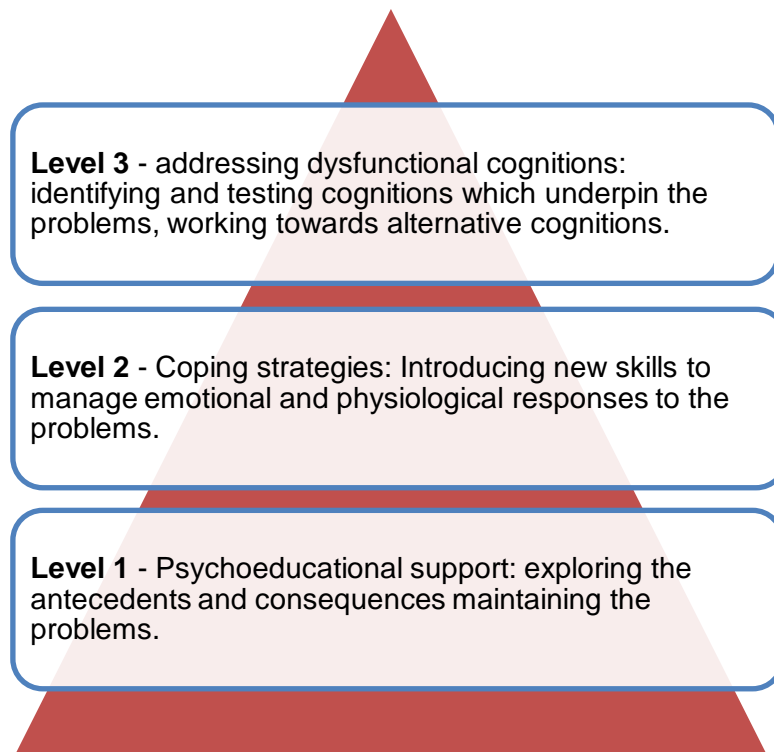 Level 3 - addressing dysfunctional cognitions:
identifying and testing cognitions which underpin the
problems, working towards alternative cognitions.
Level 2 - Coping strategies: Introducing new skills to
manage emotional and physiological responses to the
problems.
Level 1 - Psychoeducational support: exploring the
antecedents and consequences maintaining the
problems.